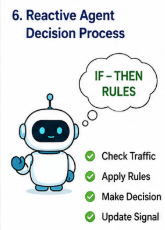 6. Reactive Agent
Decision Process
IF – THEN
RULES
Check Traffic
Apply Rules
Make Decision
Update Signal